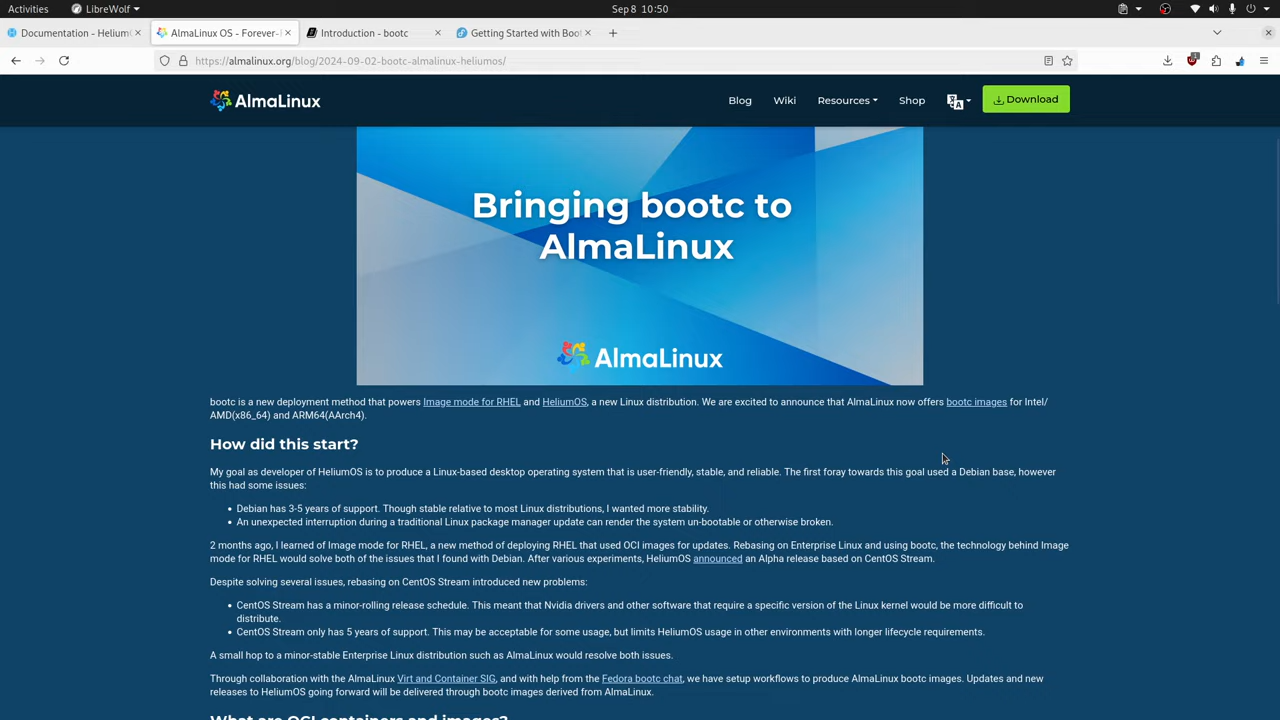 Activities
LibreWolf
Sep 8 10:50
Documentation - Helium
AlmaLinux OS - Forever-
Introduction - bootc
Getting Started with Boot
https://almalinux.org/blog/2024-09-02-bootc-almalinux-heliumos/
1
AlmaLinux
Blog
Wiki
Resources
Shop
Download
Bringing bootc to
AlmaLinux
AlmaLinux
bootc is a new deployment method that powers Image mode for RHEL and HeliumOS, a new Linux distribution. We are excited to announce that AlmaLinux now offers bootc images for Intel/
AMD(x86_64) and ARM64(AArch4).
How did this start?
My goal as developer of HeliumOS is to produce a Linux-based desktop operating system that is user-friendly, stable, and reliable. The first foray towards this goal used a Debian base, however
this had some issues:
• Debian has 3-5 years of support. Though stable relative to most Linux distributions, I wanted more stability.
• An unexpected interruption during a traditional Linux package manager update can render the system un-bootable or otherwise broken.
2 months ago, I learned of Image mode for RHEL, a new method of deploying RHEL that used OCI images for updates. Rebasing on Enterprise Linux and using bootc, the technology behind Image
mode for RHEL would solve both of the issues that I found with Debian. After various experiments, HeliumOS announced an Alpha release based on CentOS Stream.
Despite solving several issues, rebasing on CentOS Stream introduced new problems:
• CentOS Stream has a minor-rolling release schedule. This meant that Nvidia drivers and other software that require a specific version of the Linux kernel would be more difficult to
distribute.
• CentOS Stream only has 5 years of support. This may be acceptable for some usage, but limits HeliumOS usage in other environments with longer lifecycle requirements.
A small hop to a minor-stable Enterprise Linux distribution such as AlmaLinux would resolve both issues.
Through collaboration with the AlmaLinux Virt and Container SIG, and with help from the Fedora bootc chat, we have setup workflows to produce AlmaLinux bootc images. Updates and new
releases to HeliumOS going forward will be delivered through bootc images derived from AlmaLinux.
What are OCI containers and images?